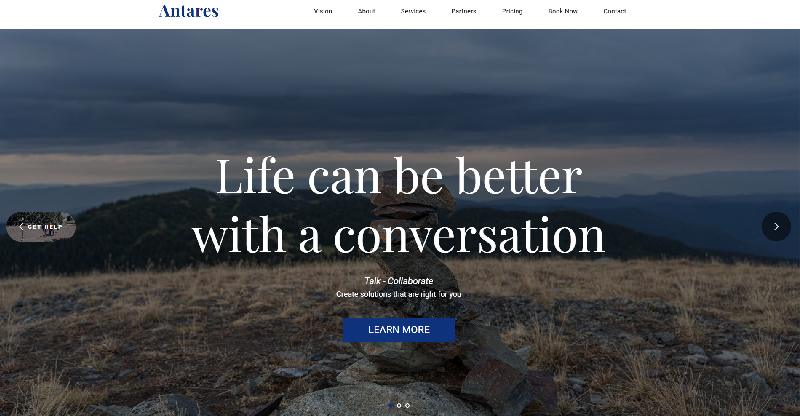 Antares
Vision About Services Partners Pricing Book Now Contact
Life can be better
with a conversation
GET HELP
Talk - Collaborate
Create solutions that are right for you
LEARN MORE